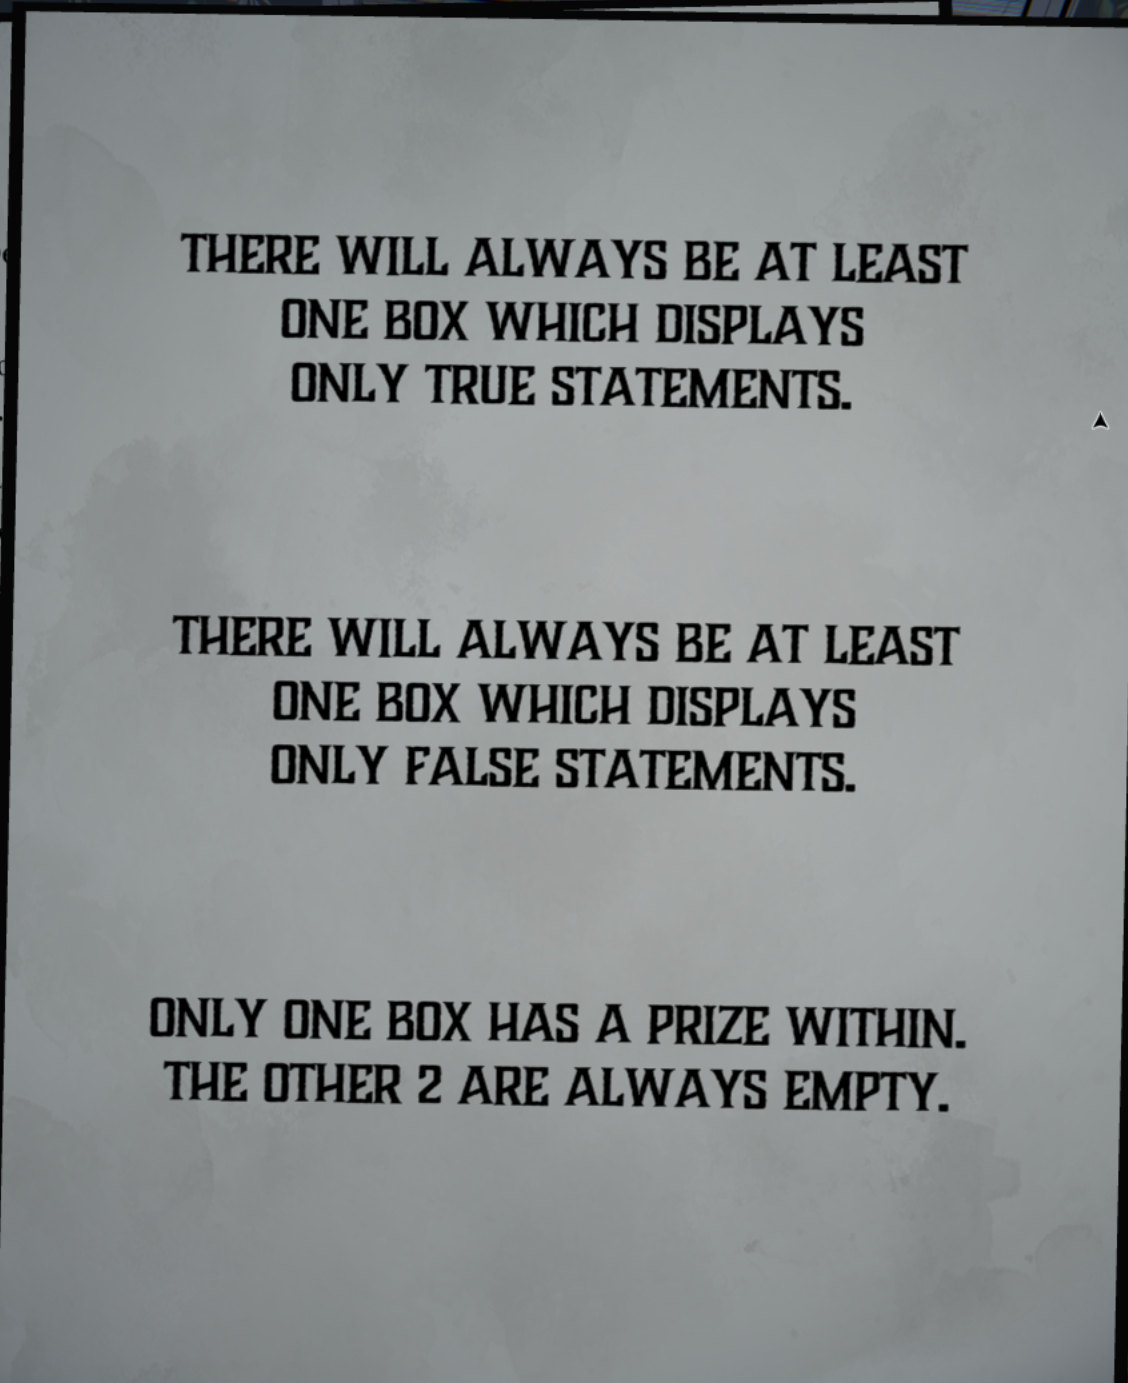 THERE WILL ALWAYS BE AT LEAST
ONE BOX WHICH DISPLAYS
ONLY TRUE STATEMENTS.
THERE WILL ALWAYS BE AT LEAST
ONE BOX WHICH DISPLAYS
ONLY FALSE STATEMENTS.
ONLY ONE BOX HAS A PRIZE WITHIN.
THE OTHER 2 ARE ALWAYS EMPTY.